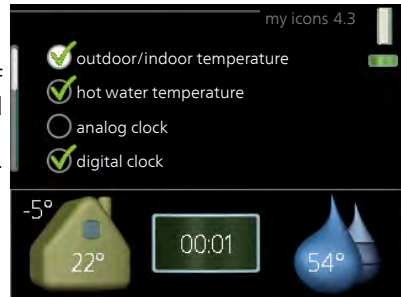 my icons 4.3
outdoor/indoor temperature
hot water temperature
analog clock
digital clock
-5°
22°
00:01
54°